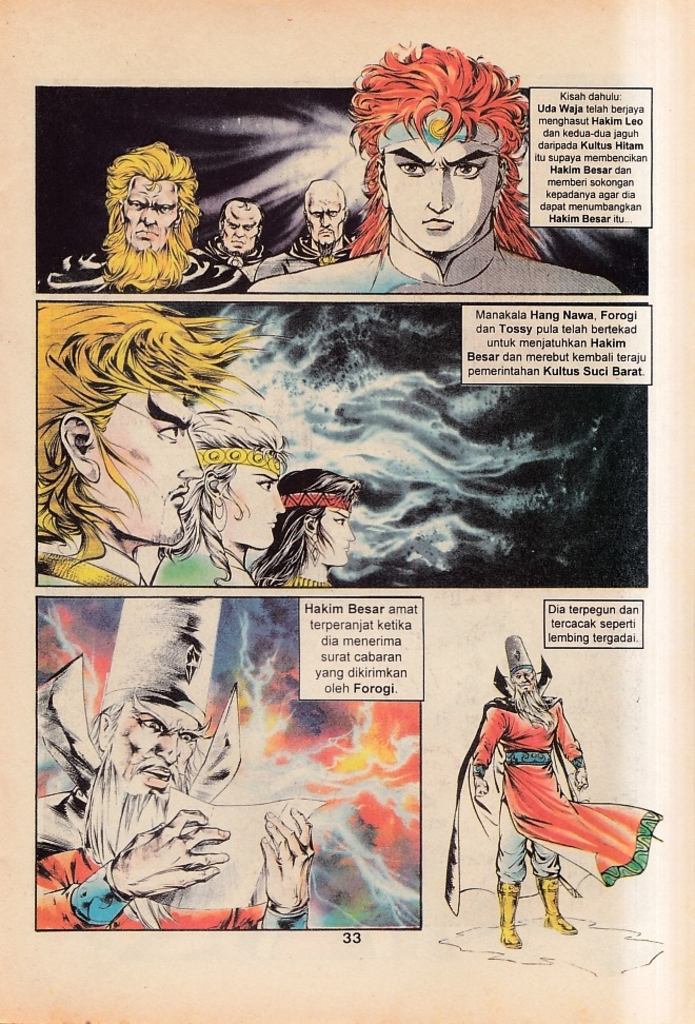 Kisah dahulu:
Uda Waja telah berjaya
menghasut Hakim Leo
dan kedua-dua jaguh
daripada Kultus Hitam
itu supaya membencikan
Hakim Besar dan
memberi sokongan
kepadanya agar dia
dapat menumbangkan
Hakim Besar itu...
Manakala Hang Nawa, Forogi
dan Tossy pula telah bertekad
untuk menjatuhkan Hakim
Besar dan merebut kembali teraju
pemerintahan Kultus Suci Barat.
Hakim Besar amat
terperanjat ketika
dia menerima
surat cabaran
yang dikirimkan
oleh Forogi.
Dia terpegun dan
tercacak seperti
lembing tergadai.
33